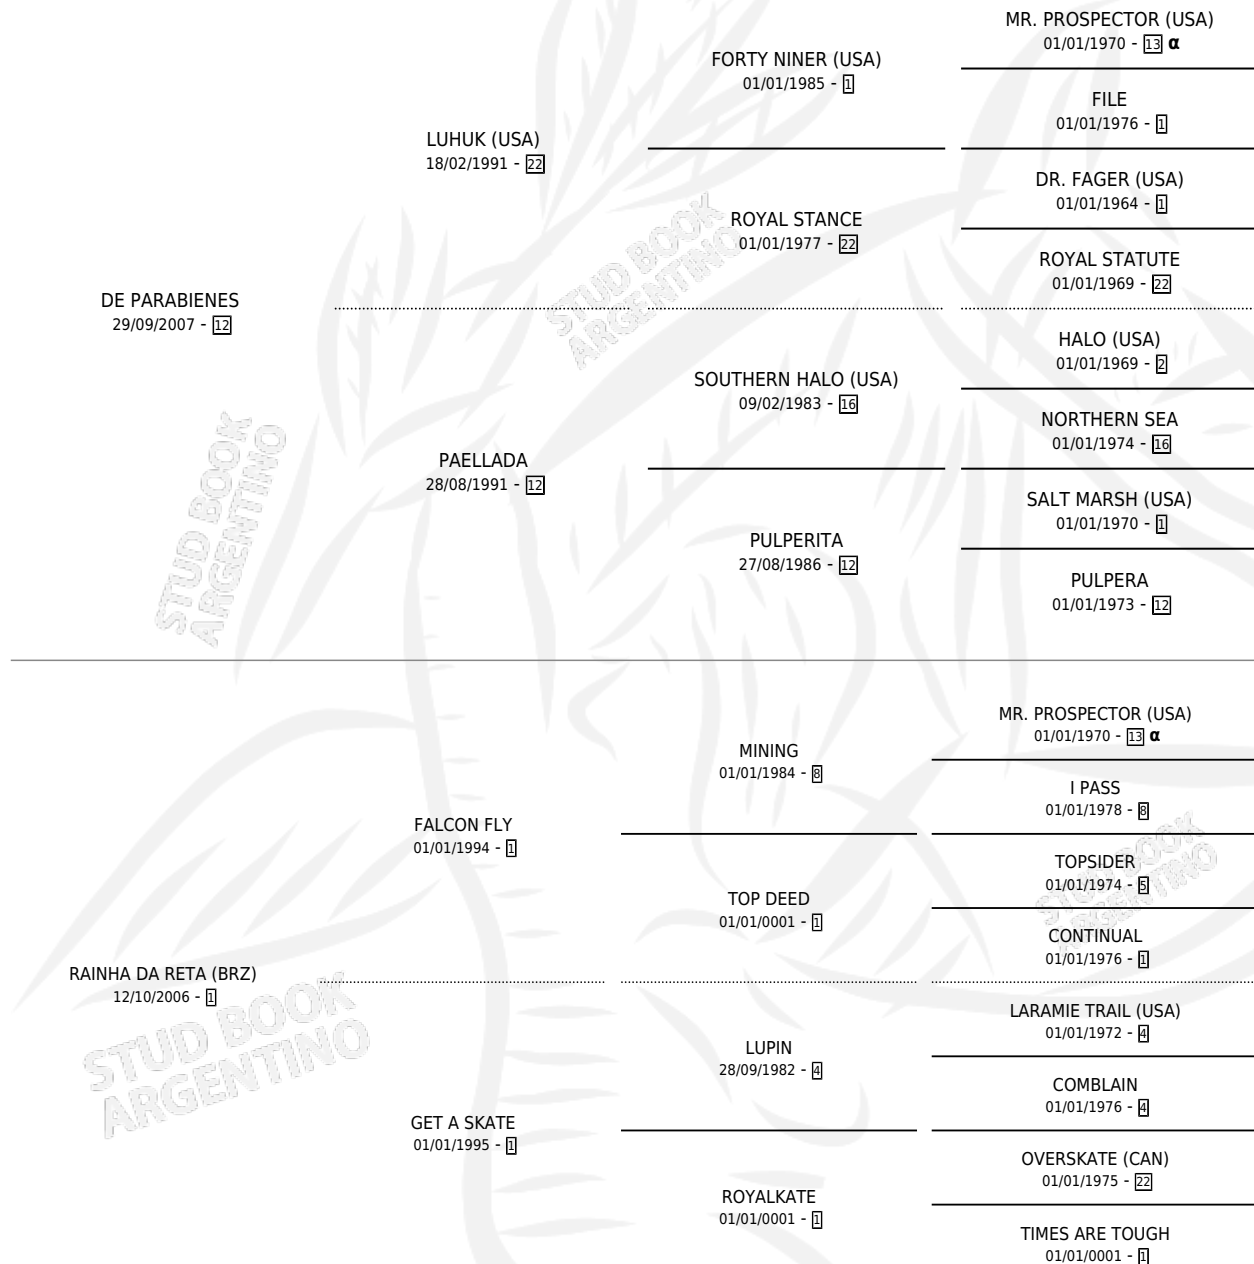 MR. PROSPECTOR (USA)
01/01/1970 - 13 α
FORTY NINER (USA)
01/01/1985 - 1
FILE
01/01/1976 - 1
LUHUK (USA)
18/02/1991 - 22
DR. FAGER (USA)
01/01/1964 - 1
ROYAL STANCE
01/01/1977 - 22
ROYAL STATUTE
01/01/1969 - 22
DE PARABIENES
29/09/2007 - 12
HALO (USA)
01/01/1969 - 2
SOUTHERN HALO (USA)
09/02/1983 - 16
NORTHERN SEA
01/01/1974 - 16
PAELLADA
28/08/1991 - 12
SALT MARSH (USA)
01/01/1970 - 1
PULPERITA
27/08/1986 - 12
PULPERA
01/01/1973 - 12
MR. PROSPECTOR (USA)
01/01/1970 - 13 α
MINING
01/01/1984 - 8
I PASS
01/01/1978 - 8
FALCON FLY
01/01/1994 - 1
TOPSIDER
01/01/1974 - 5
TOP DEED
01/01/0001 - 1
CONTINUAL
01/01/1976 - 1
RAINHA DA RETA (BRZ)
12/10/2006 - 1
LARAMIE TRAIL (USA)
01/01/1972 - 4
LUPIN
28/09/1982 - 4
COMBLAIN
01/01/1976 - 4
GET A SKATE
01/01/1995 - 1
OVERSKATE (CAN)
01/01/1975 - 22
ROYALKATE
01/01/0001 - 1
TIMES ARE TOUGH
01/01/0001 - 1
STUD BOOK
ARGENTINO
STUD BOOK
ARGENTINO
STUD BOOK
ARGENTINO
STUD BOOK
ARGENTINO